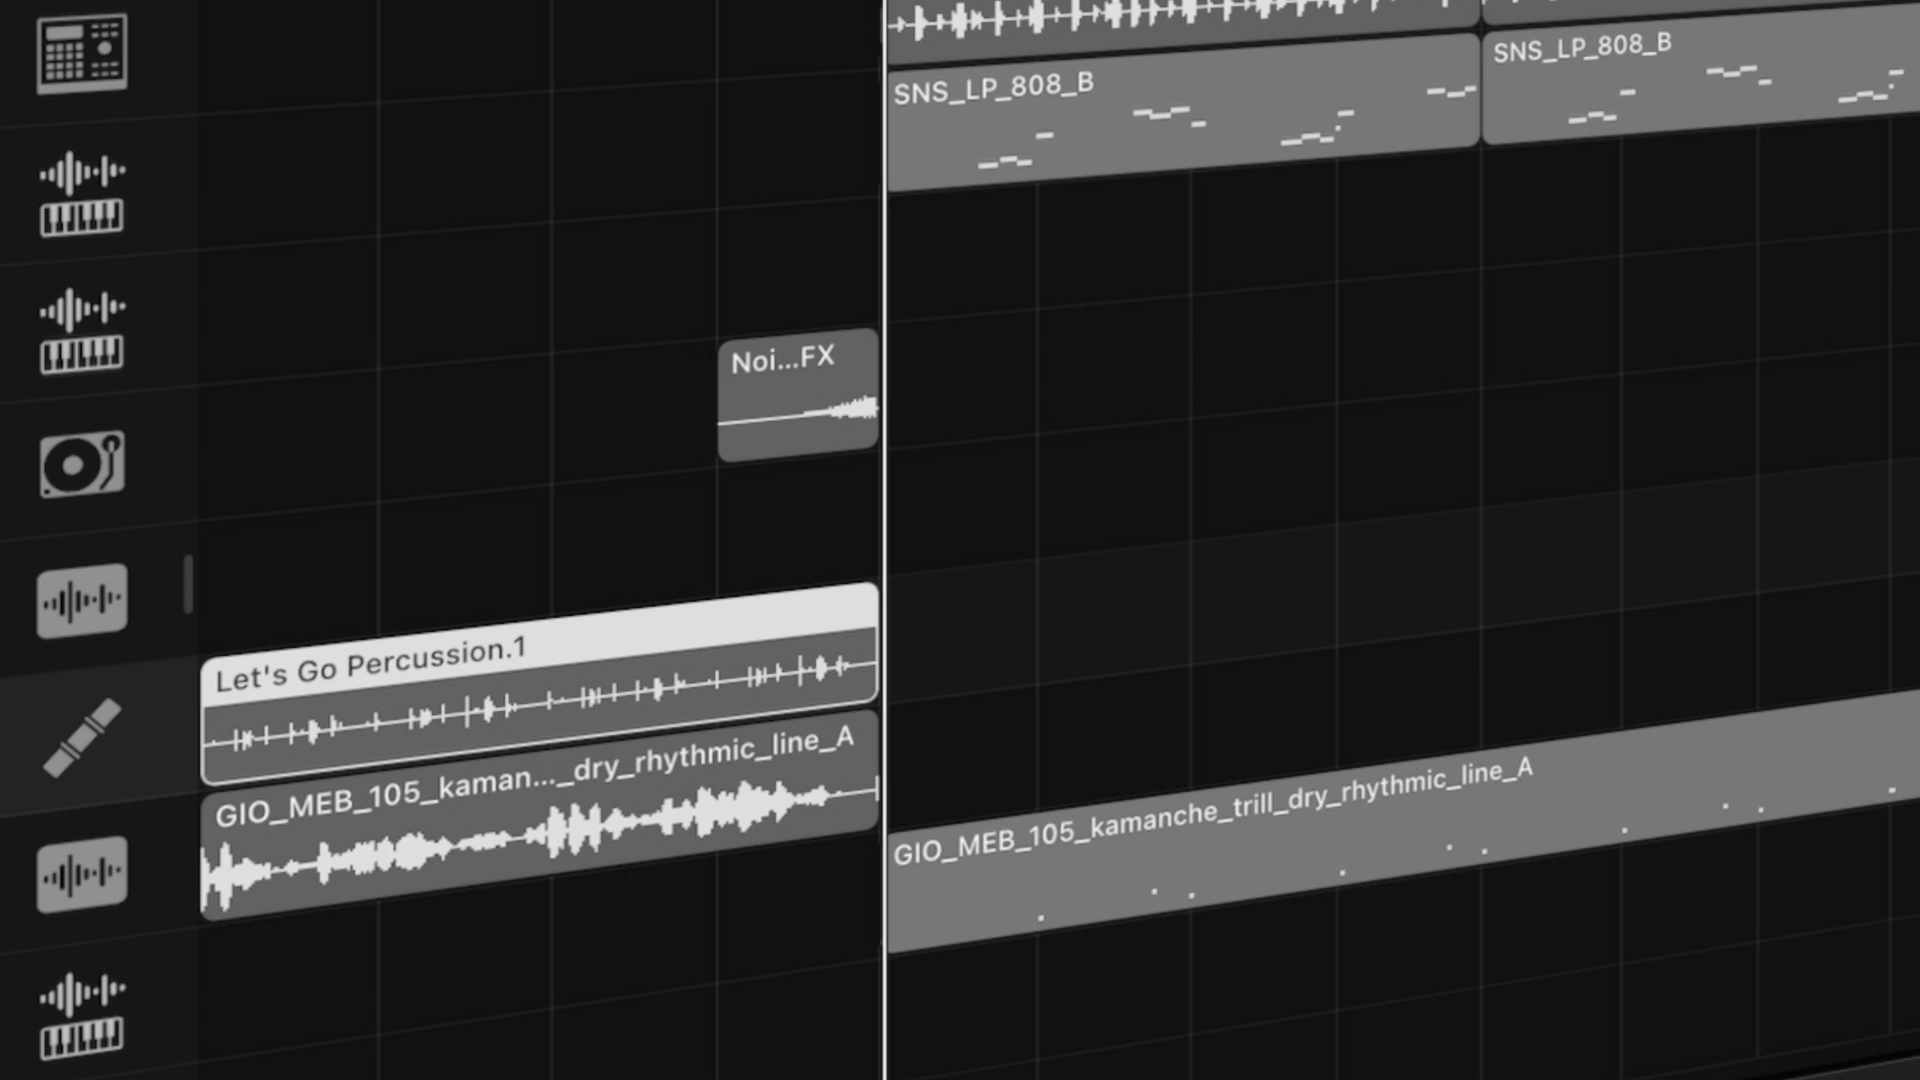 SNS_LP_808_B
SNS_LP_808_B
Noi...FX
Let's Go Percussion.1
GIO_MEB_105_kaman..._dry_rhythmic_line_A
GIO_MEB_105_kamanche_trill_dry_rhythmic_line_A